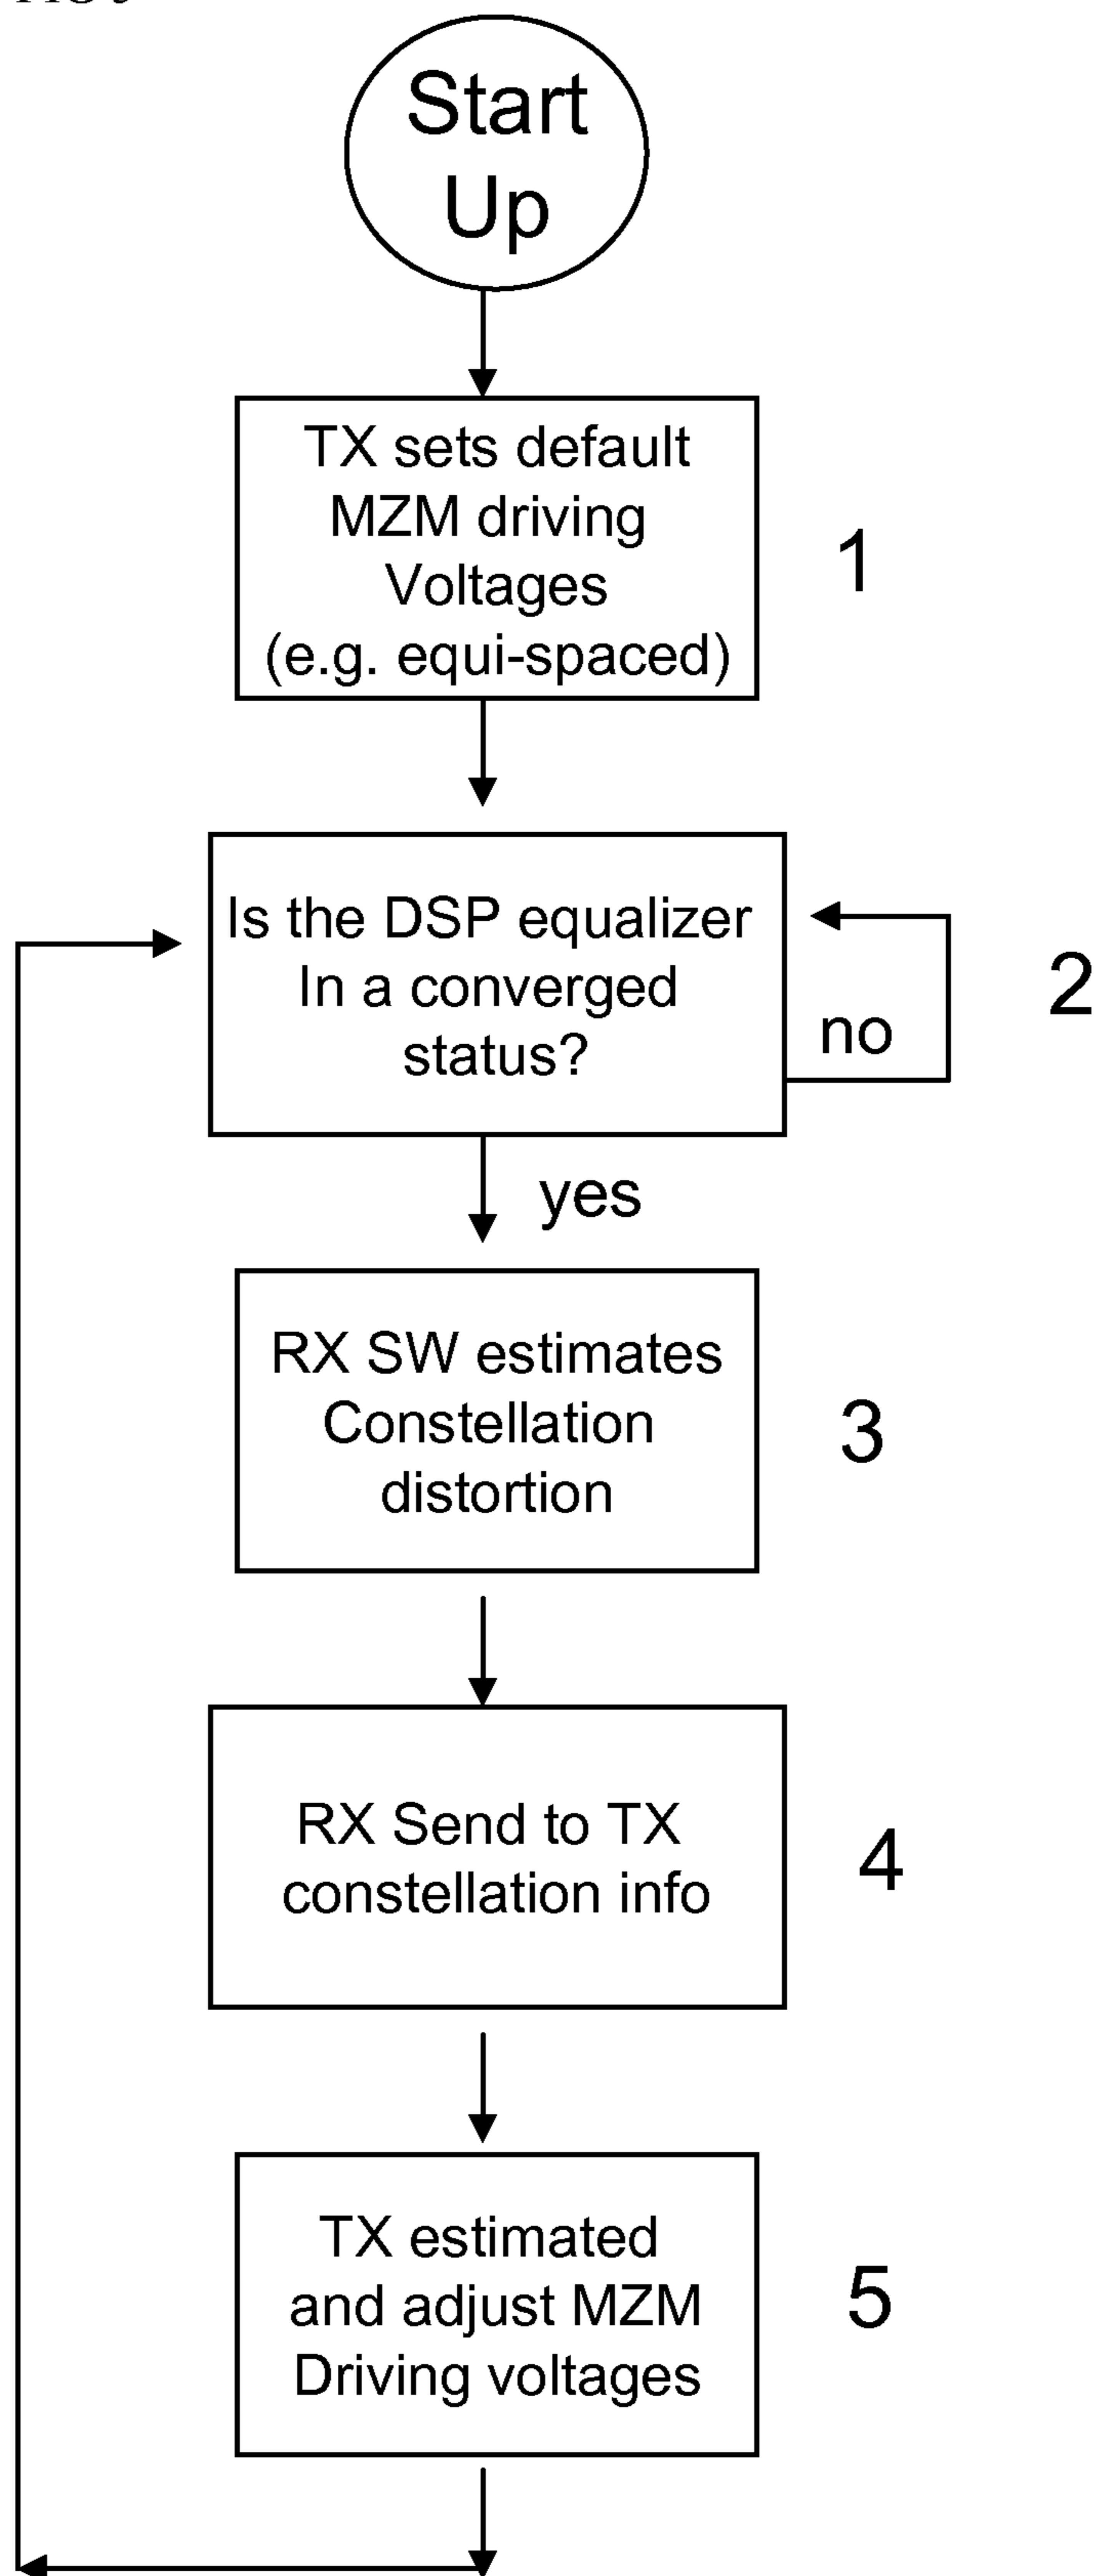 Start
Up
TX sets default
MZM driving
Voltages
(e.g. equi-spaced)
1
Is the DSP equalizer
In a converged
status?
no
2
yes
RX SW estimates
Constellation
distortion
3
RX Send to TX
constellation info
4
TX estimated
and adjust MZM
Driving voltages
5